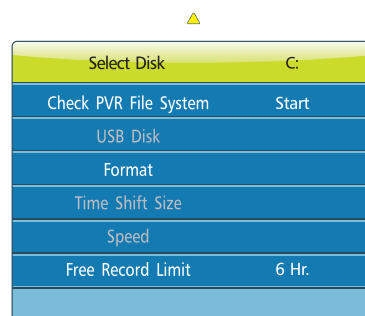 Select Disk C:
Check PVR File System Start
USB Disk
Format
Time Shift Size
Speed
Free Record Limit 6 Hr.